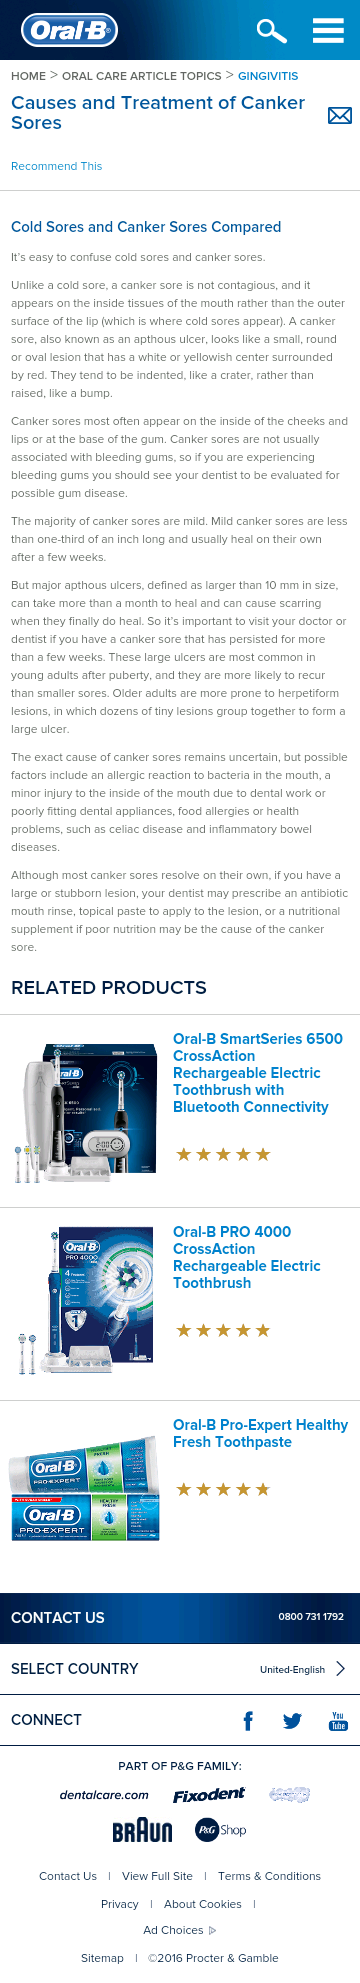 Oral-B
HOME > ORAL CARE ARTICLE TOPICS > GINGIVITIS
Causes and Treatment of Canker
Sores
Recommend This
Cold Sores and Canker Sores Compared
It's easy to confuse cold sores and canker sores.
Unlike a cold sore, a canker sore is not contagious, and it
appears on the inside tissues of the mouth rather than the outer
surface of the lip (which is where cold sores appear). A canker
sore, also known as an apthous ulcer, looks like a small, round
or oval lesion that has a white or yellowish center surrounded
by red. They tend to be indented, like a crater, rather than
raised, like a bump.
Canker sores most often appear on the inside of the cheeks and
lips or at the base of the gum. Canker sores are not usually
associated with bleeding gums, so if you are experiencing
bleeding gums you should see your dentist to be evaluated for
possible gum disease.
The majority of canker sores are mild. Mild canker sores are less
than one-third of an inch long and usually heal on their own
after a few weeks.
But major apthous ulcers, defined as larger than 10 mm in size,
can take more than a month to heal and can cause scarring
when they finally do heal. So it's important to visit your doctor or
dentist if you have a canker sore that has persisted for more
than a few weeks. These large ulcers are most common in
young adults after puberty, and they are more likely to recur
than smaller sores. Older adults are more prone to herpetiform
lesions, in which dozens of tiny lesions group together to form a
large ulcer.
The exact cause of canker sores remains uncertain, but possible
factors include an allergic reaction to bacteria in the mouth, a
minor injury to the inside of the mouth due to dental work or
poorly fitting dental appliances, food allergies or health
problems, such as celiac disease and inflammatory bowel
diseases.
Although most canker sores resolve on their own, if you have a
large or stubborn lesion, your dentist may prescribe an antibiotic
mouth rinse, topical paste to apply to the lesion, or a nutritional
supplement if poor nutrition may be the cause of the canker
sore.
RELATED PRODUCTS
Oral-B SmartSeries 6500
CrossAction
Rechargeable Electric
Toothbrush with
Bluetooth Connectivity
Oral-B
Oral-B PRO 4000
CrossAction
Rechargeable Electric
Toothbrush
Oral-B
PRO 4000
Oral-B Pro-Expert Healthy
Fresh Toothpaste
Oral-B
PRO-EXPERT
HEALTHY
FRESH
Oral-B
PRO-EXPERT
HEALTHY
FRESH
CONTACT US
0800 731 1792
SELECT COUNTRY
United-English
CONNECT
You
Tube
PART OF P&G FAMILY:
dentalcare.com
Fixodent
BRAUN
P&G Shop
Contact Us | View Full Site | Terms & Conditions
Privacy | About Cookies |
Ad Choices
Sitemap | ©2016 Procter & Gamble